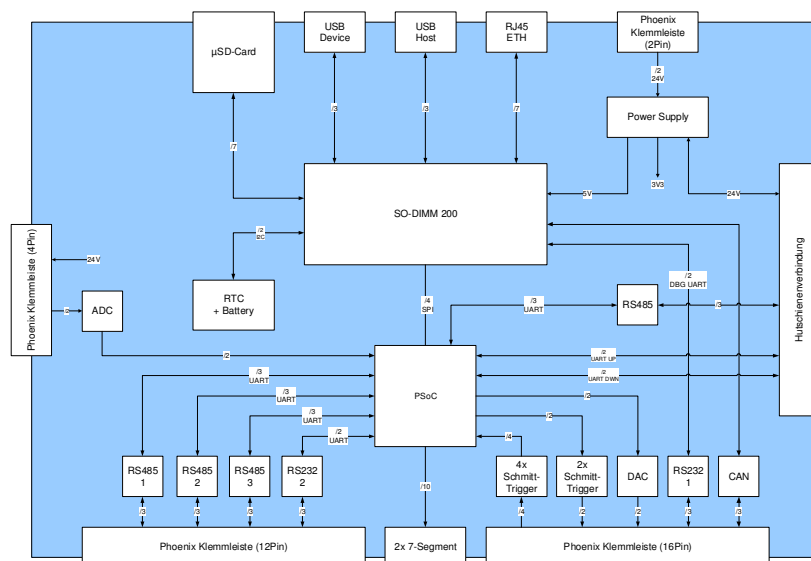 µSD-Card
USB
Device
USB
Host
RJ45
ETH
Phoenix
Klemmleiste
(2Pin)
/2
24V
/3
/3
/7
Power Supply
/7
5V
3V3
24V
SO-DIMM 200
Phoenix Klemmleiste (4Pin)
24V
/2
I2C
/2
DBG UART
Hutschienenverbindung
RTC
+ Battery
/4
SPI
/3
UART
RS485
/3
/2
ADC
/2
/2
UART UP
/3
UART
/2
UART DWN
/3
UART
PSoC
/2
/3
UART
/2
/2
UART
/4
RS485
1
RS485
2
RS485
3
RS232
2
4x
Schmitt-
Trigger
2x
Schmitt-
Trigger
DAC
RS232
1
CAN
/10
/3
/3
/3
/3
/4
/2
/2
/3
/3
Phoenix Klemmleiste (12Pin)
2x 7-Segment
Phoenix Klemmleiste (16Pin)